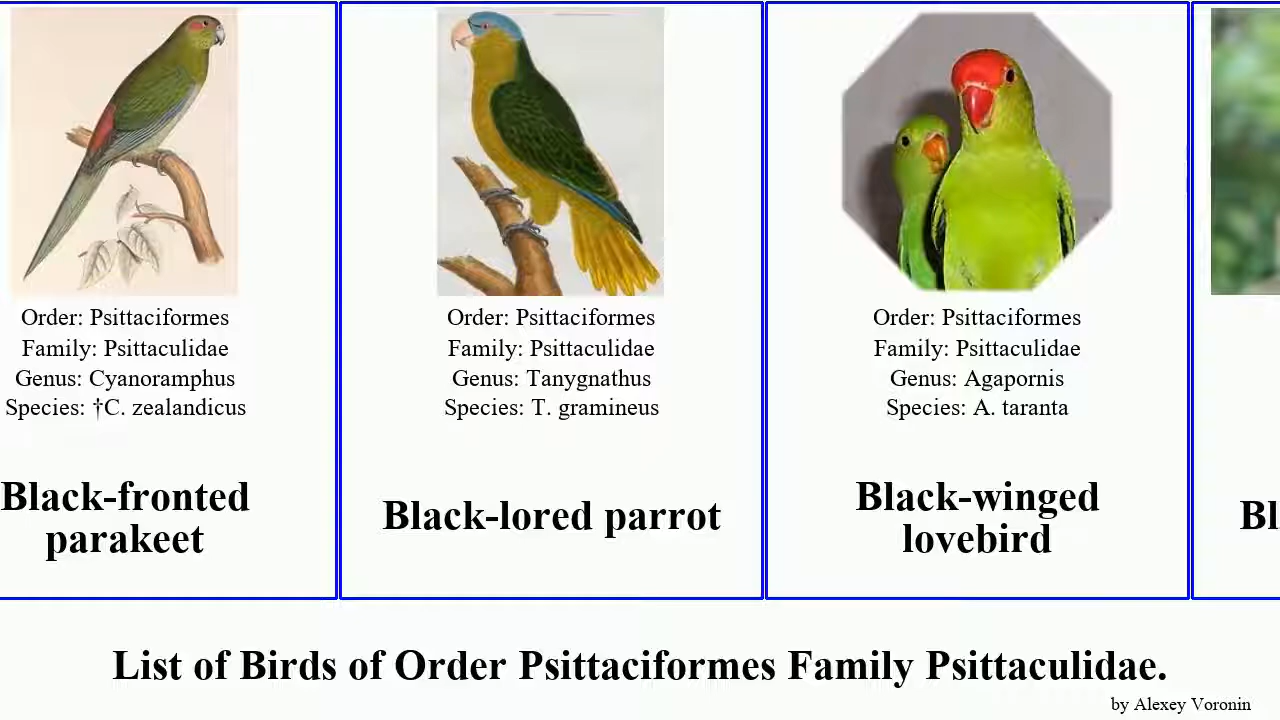 Order: Psittaciformes
Family: Psittaculidae
Genus: Cyanoramphus
Species: †C. zealandicus
Black-fronted
parakeet
Order: Psittaciformes
Family: Psittaculidae
Genus: Tanygnathus
Species: T. gramineus
Black-lored parrot
Order: Psittaciformes
Family: Psittaculidae
Genus: Agapornis
Species: A. taranta
Black-winged
lovebird
Bl
List of Birds of Order Psittaciformes Family Psittaculidae.
by Alexey Voronin